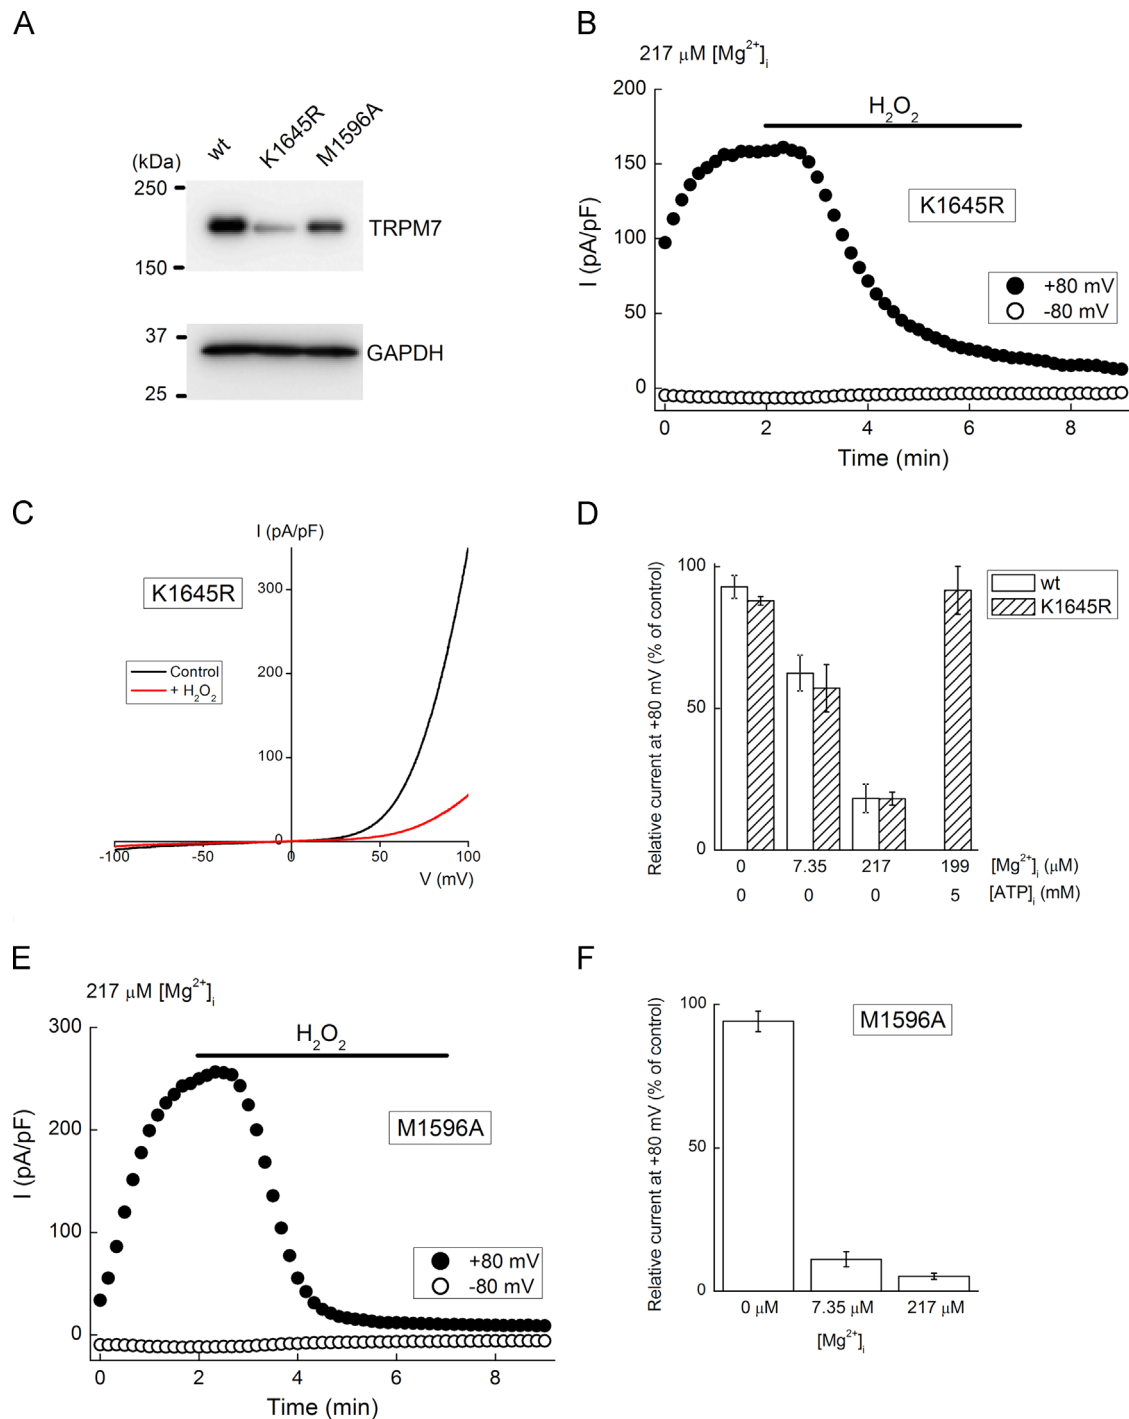 A
(kDa)
wt
K1645R
M1596A
250
150
TRPM7
37
25
GAPDH
B
217 μM [Mg2+]i
H2O2
K1645R
+80 mV
-80 mV
I (pA/pF)
200
150
100
50
0
0 2 4 6 8
Time (min)
C
I (pA/pF)
K1645R
Control
+ H2O2
300
200
100
0
-100 -50 0 50 100
V (mV)
D
Relative current at +80 mV (% of control)
100
50
0
wt
K1645R
0 7.35 217 199 [Mg2+]i (μM)
0 0 0 5 [ATP]i (mM)
E
217 μM [Mg2+]i
H2O2
M1596A
+80 mV
-80 mV
I (pA/pF)
300
200
100
0
0 2 4 6 8
Time (min)
F
Relative current at +80 mV (% of control)
100
50
0
M1596A
0 μM 7.35 μM 217 μM
[Mg2+]i